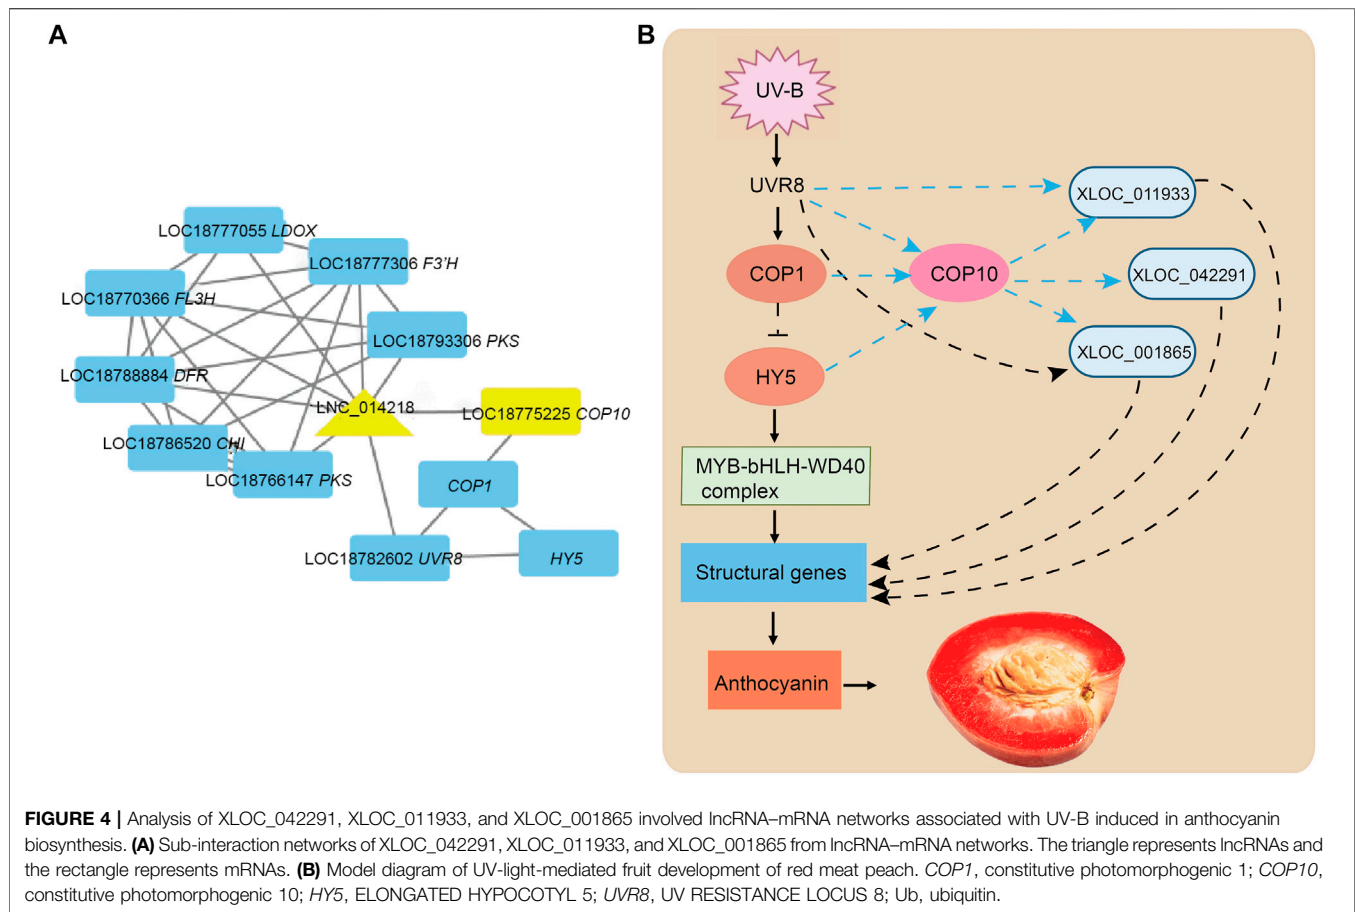 A
LOC18777055 LDOX
LOC18777306 F3'H
LOC18770366 FL3H
LOC18793306 PKS
LOC18788884 DFR
LNC_014218
LOC18775225 COP10
LOC18786520 CHI
LOC18766147 PKS
COP1
LOC18782602 UVR8
HY5
B
UV-B
UVR8
XLOC_011933
COP1
COP10
XLOC_042291
XLOC_001865
HY5
MYB-bHLH-WD40
complex
Structural genes
Anthocyanin
FIGURE 4 | Analysis of XLOC_042291, XLOC_011933, and XLOC_001865 involved lncRNA–mRNA networks associated with UV-B induced in anthocyanin
biosynthesis. (A) Sub-interaction networks of XLOC_042291, XLOC_011933, and XLOC_001865 from lncRNA–mRNA networks. The triangle represents lncRNAs and
the rectangle represents mRNAs. (B) Model diagram of UV-light-mediated fruit development of red meat peach. COP1, constitutive photomorphogenic 1; COP10,
constitutive photomorphogenic 10; HY5, ELONGATED HYPOCOTYL 5; UVR8, UV RESISTANCE LOCUS 8; Ub, ubiquitin.